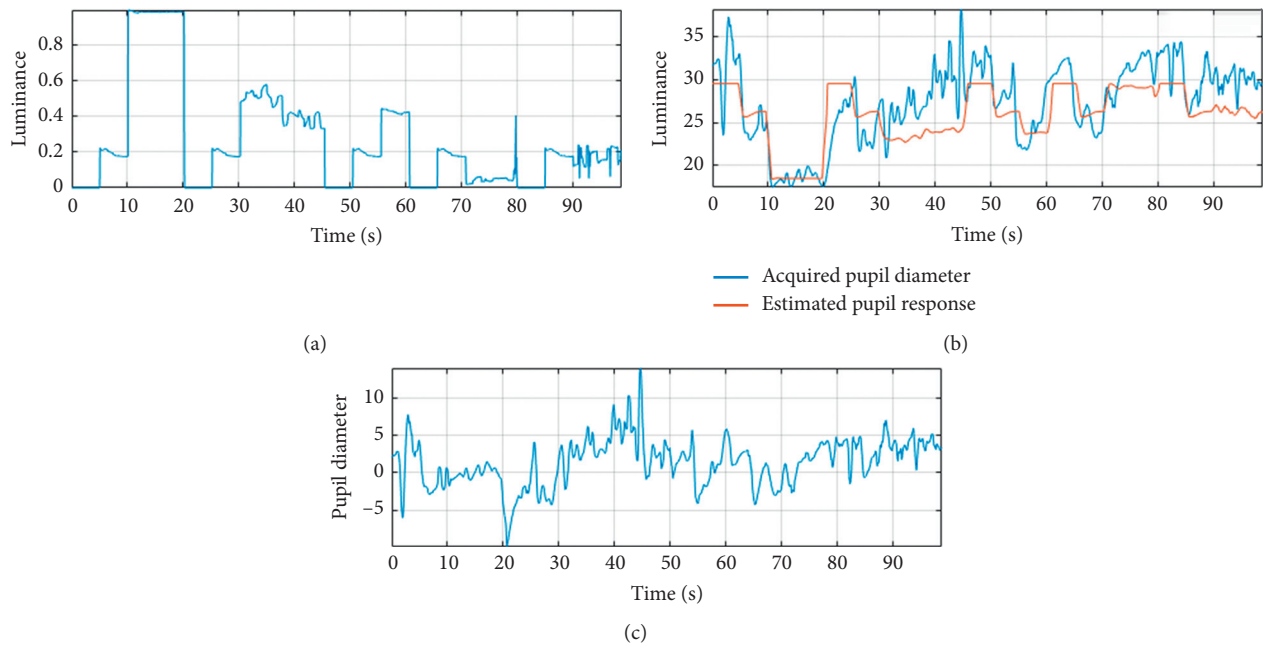 Luminance
0.8
0.6
0.4
0.2
0
0 10 20 30 40 50 60 70 80 90
Time (s)
(a)
Luminance
35
30
25
20
0 10 20 30 40 50 60 70 80 90
Time (s)
Acquired pupil diameter
Estimated pupil response
(b)
Pupil diameter
10
5
0
−5
0 10 20 30 40 50 60 70 80 90
Time (s)
(c)